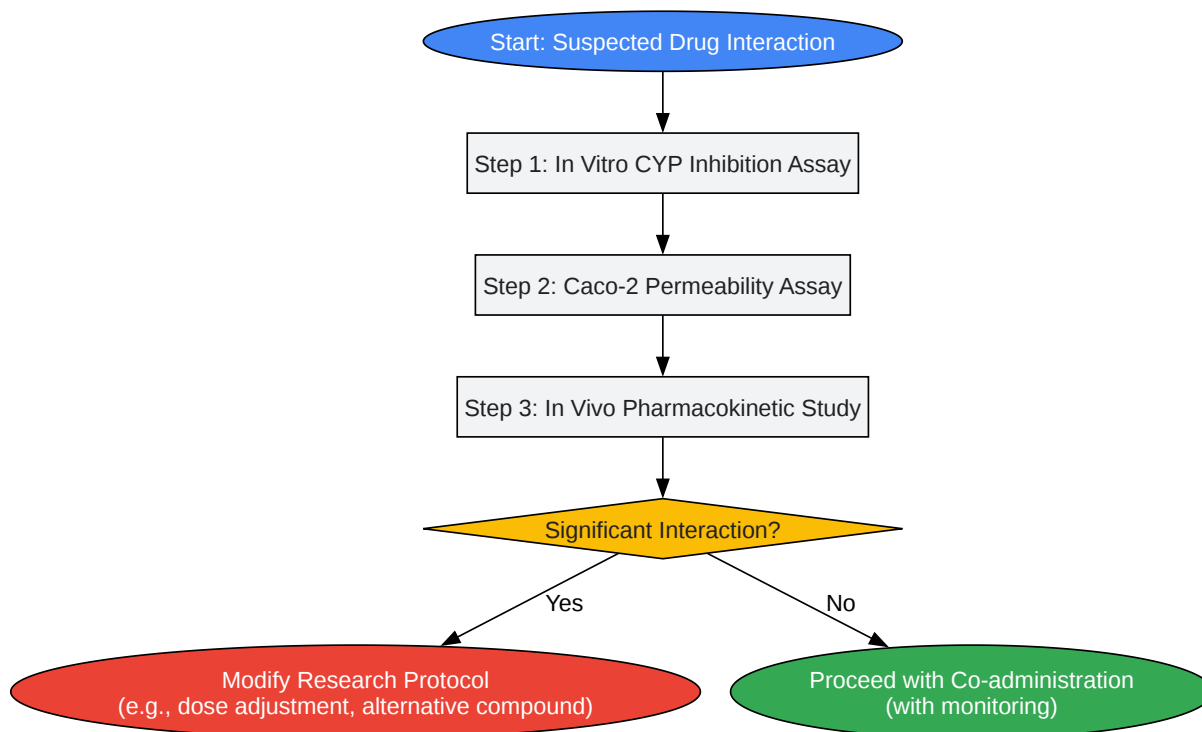 Start: Suspected Drug Interaction
Step 1: In Vitro CYP Inhibition Assay
Step 2: Caco-2 Permeability Assay
Step 3: In Vivo Pharmacokinetic Study
Significant Interaction?
Yes
No
Modify Research Protocol
(e.g., dose adjustment, alternative compound)
Proceed with Co-administration
(with monitoring)